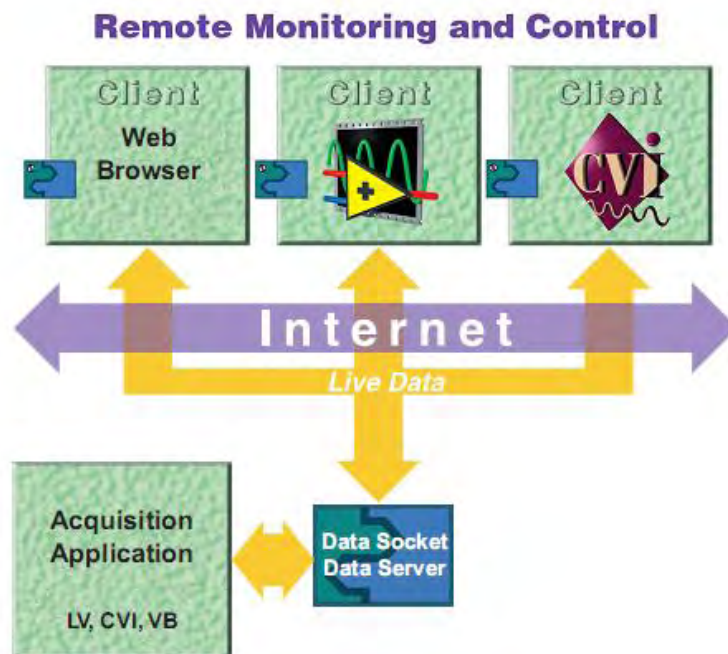 Remote Monitoring and Control
Client
Web
Browser
Client
Client
CVI
Internet
Live Data
Acquisition
Application
LV, CVI, VB
Data Socket
Data Server